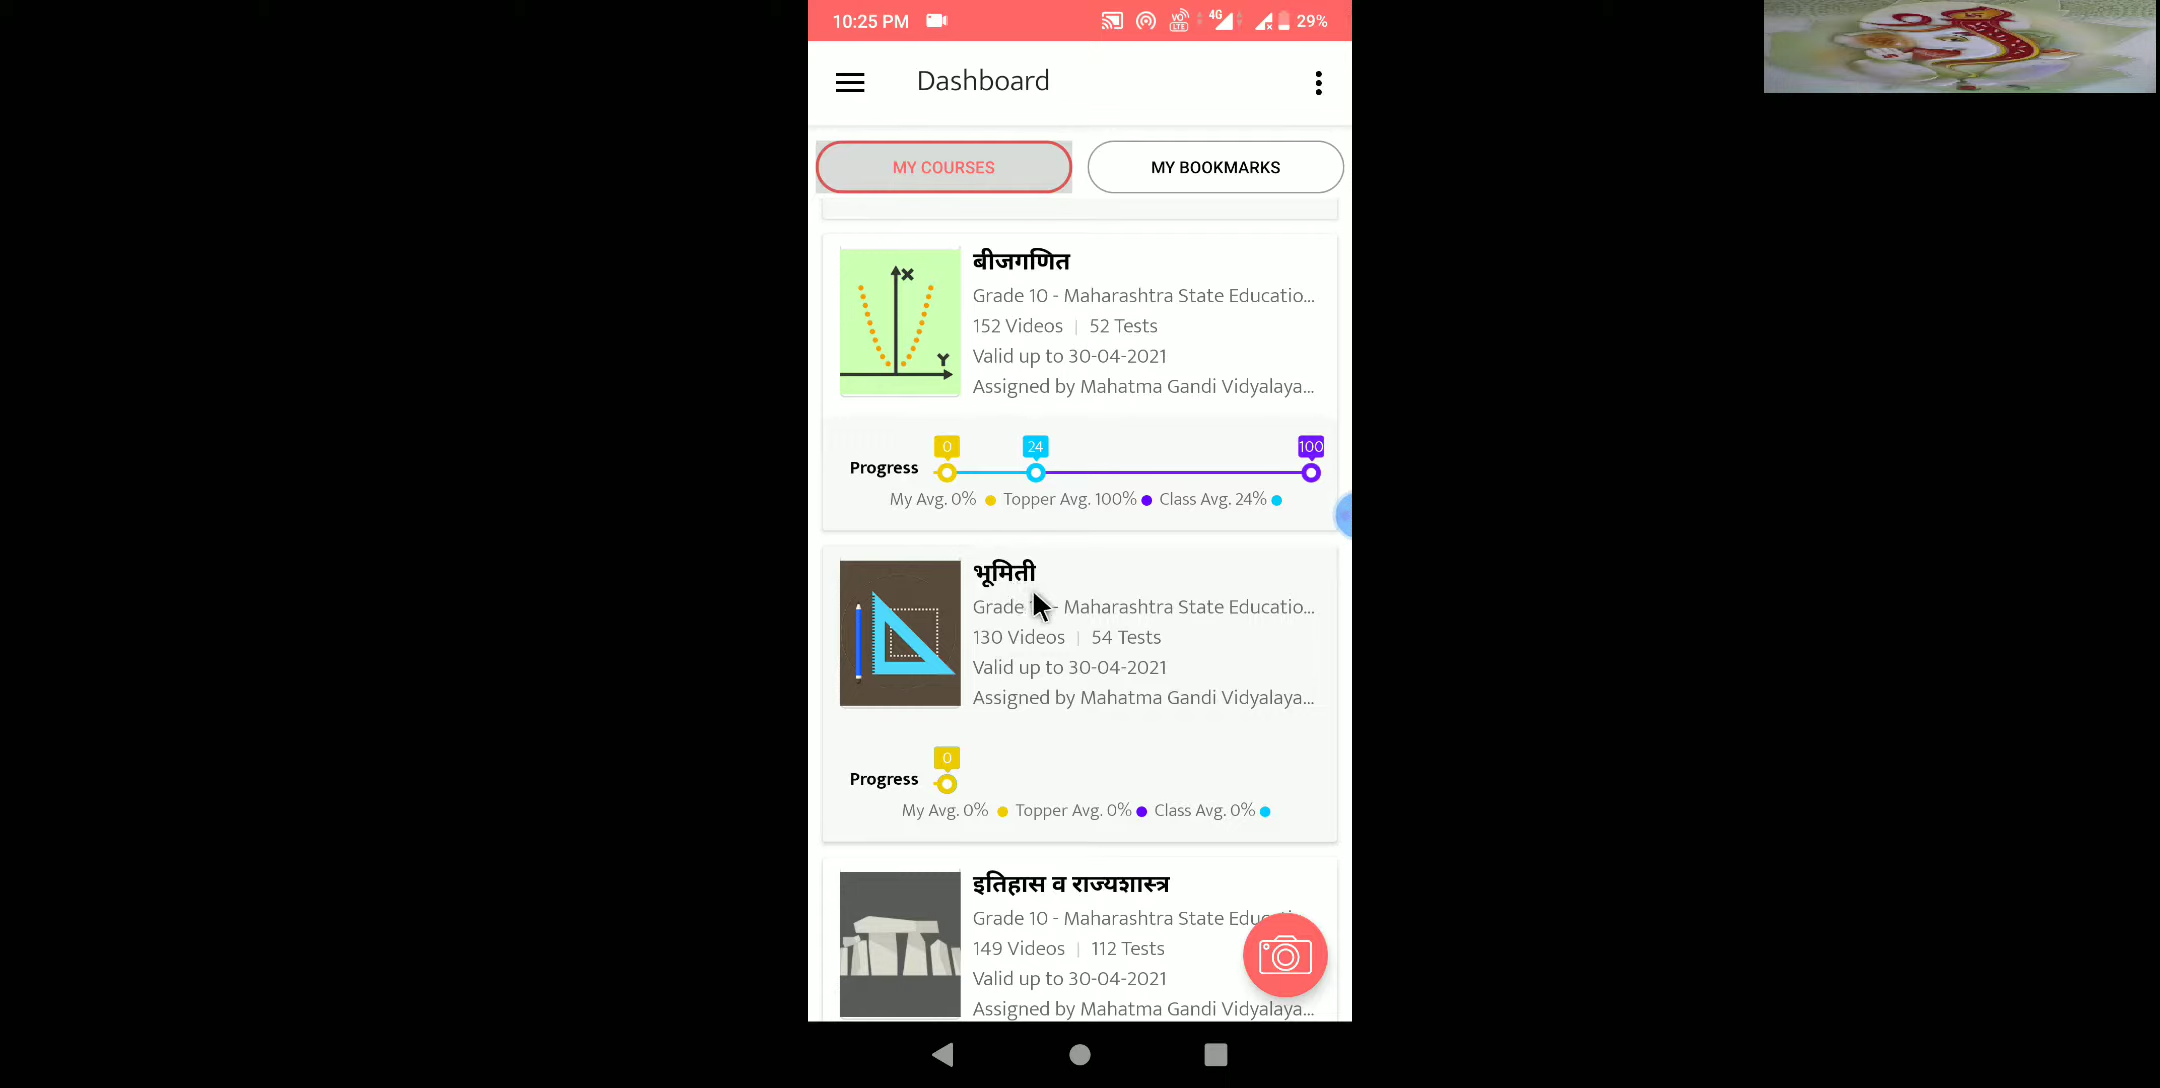 10:25 PM
VO LTE 4G 29%
Dashboard
MY COURSES
MY BOOKMARKS
X
Y
बीजगणित
Grade 10 - Maharashtra State Educatio...
152 Videos | 52 Tests
Valid up to 30-04-2021
Assigned by Mahatma Gandi Vidyalaya...
0 24 100
Progress
My Avg. 0% Topper Avg. 100% Class Avg. 24%
भूमिती
Grade - Maharashtra State Educatio...
130 Videos | 54 Tests
Valid up to 30-04-2021
Assigned by Mahatma Gandi Vidyalaya...
0
Progress
My Avg. 0% Topper Avg. 0% Class Avg. 0%
इतिहास व राज्यशास्त्र
Grade 10 - Maharashtra State
149 Videos | 112 Tests
Valid up to 30-04-2021
Assigned by Mahatma Gandi Vidyalaya...